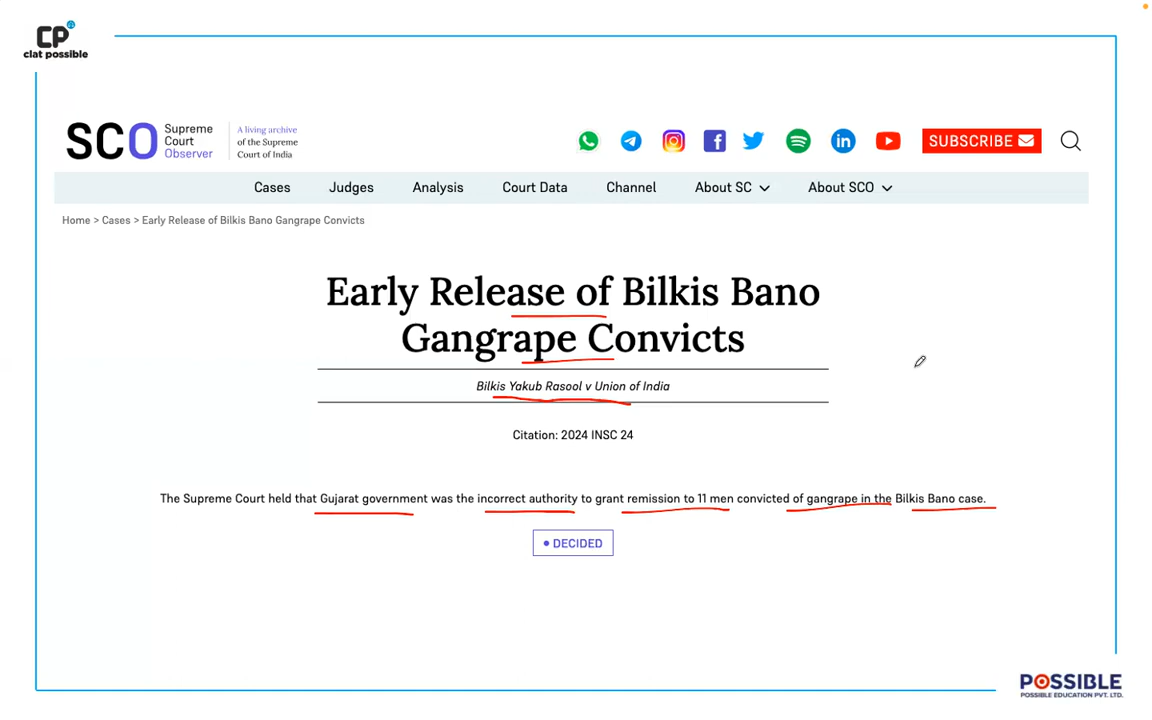 CP
clat possible
SCO
Supreme
Court
Observer
A living archive
of the Supreme
Court of India
SUBSCRIBE
Cases Judges Analysis Court Data Channel About SC About SCO
Home > Cases > Early Release of Bilkis Bano Gangrape Convicts
Early Release of Bilkis Bano
Gangrape Convicts
Bilkis Yakub Rasool v Union of India
Citation: 2024 INSC 24
The Supreme Court held that Gujarat government was the incorrect authority to grant remission to 11 men convicted of gangrape in the Bilkis Bano case.
DECIDED
POSSIBLE
POSSIBLE EDUCATION PVT. LTD.